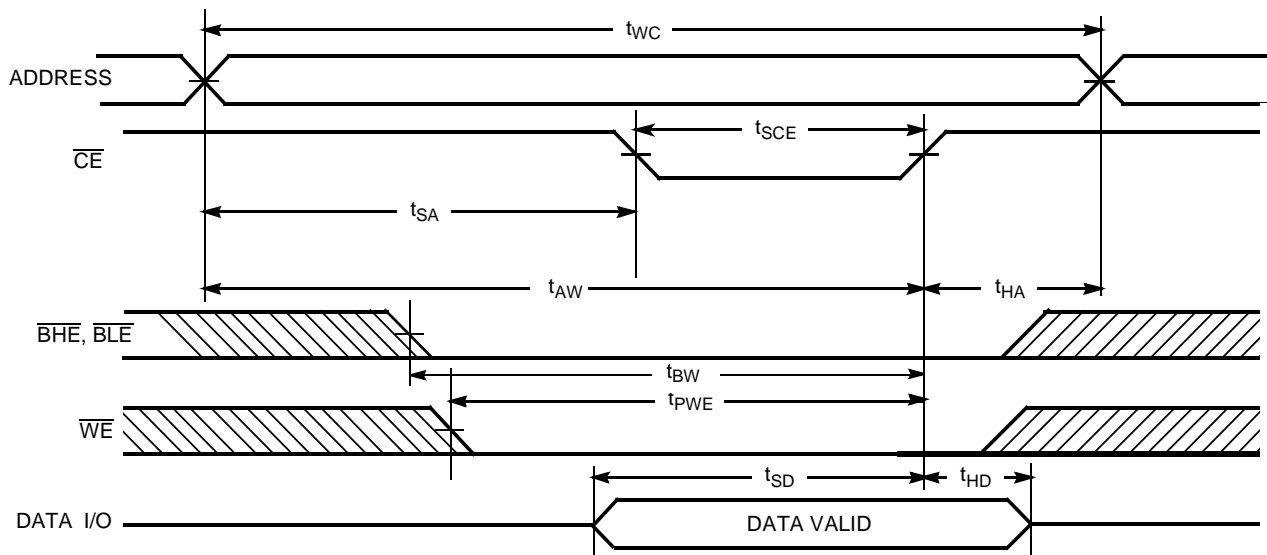 tWC
ADDRESS
tSCE
CE
tSA
tAW
tHA
BHE, BLE
tBW
tPWE
WE
tSD
tHD
DATA I/O
DATA VALID